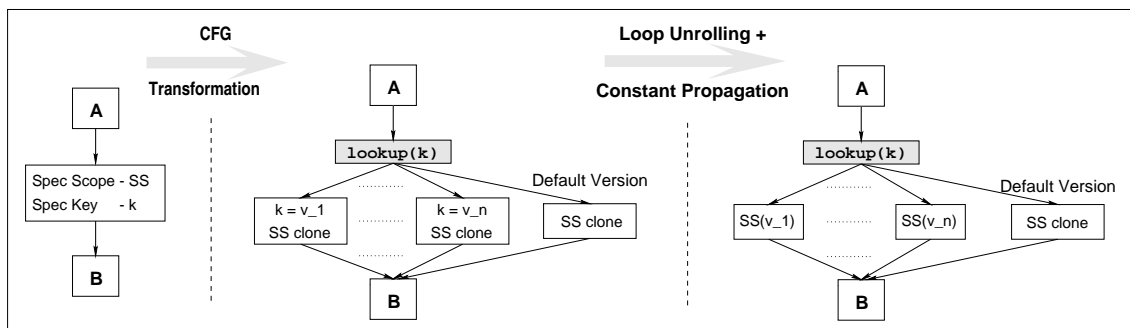 CFG
Transformation
A
Spec Scope - SS
Spec Key - k
B
A
lookup(k)
Default Version
k = v_1
SS clone
k = v_n
SS clone
SS clone
B
Loop Unrolling +
Constant Propagation
A
lookup(k)
Default Version
SS(v_1)
SS(v_n)
SS clone
B